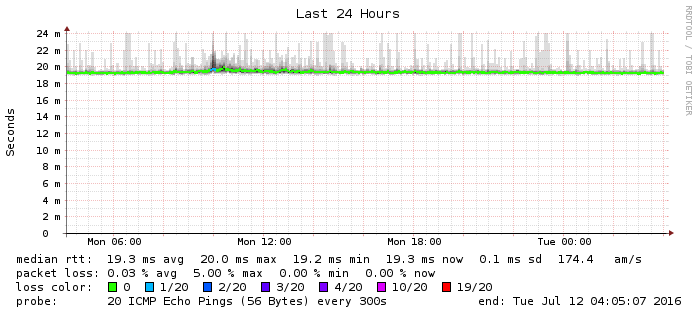 Last 24 Hours
RRDTOOL / TOBI OETIKER
Seconds
24 m
22 m
20 m
18 m
16 m
14 m
12 m
10 m
8 m
6 m
4 m
2 m
0
Mon 06:00 Mon 12:00 Mon 18:00 Tue 00:00
median rtt: 19.3 ms avg 20.0 ms max 19.2 ms min 19.3 ms now 0.1 ms sd 174.4 am/s
packet loss: 0.03 % avg 5.00 % max 0.00 % min 0.00 % now
loss color: 0 1/20 2/20 3/20 4/20 10/20 19/20
probe: 20 ICMP Echo Pings (56 Bytes) every 300s end: Tue Jul 12 04:05:07 2016